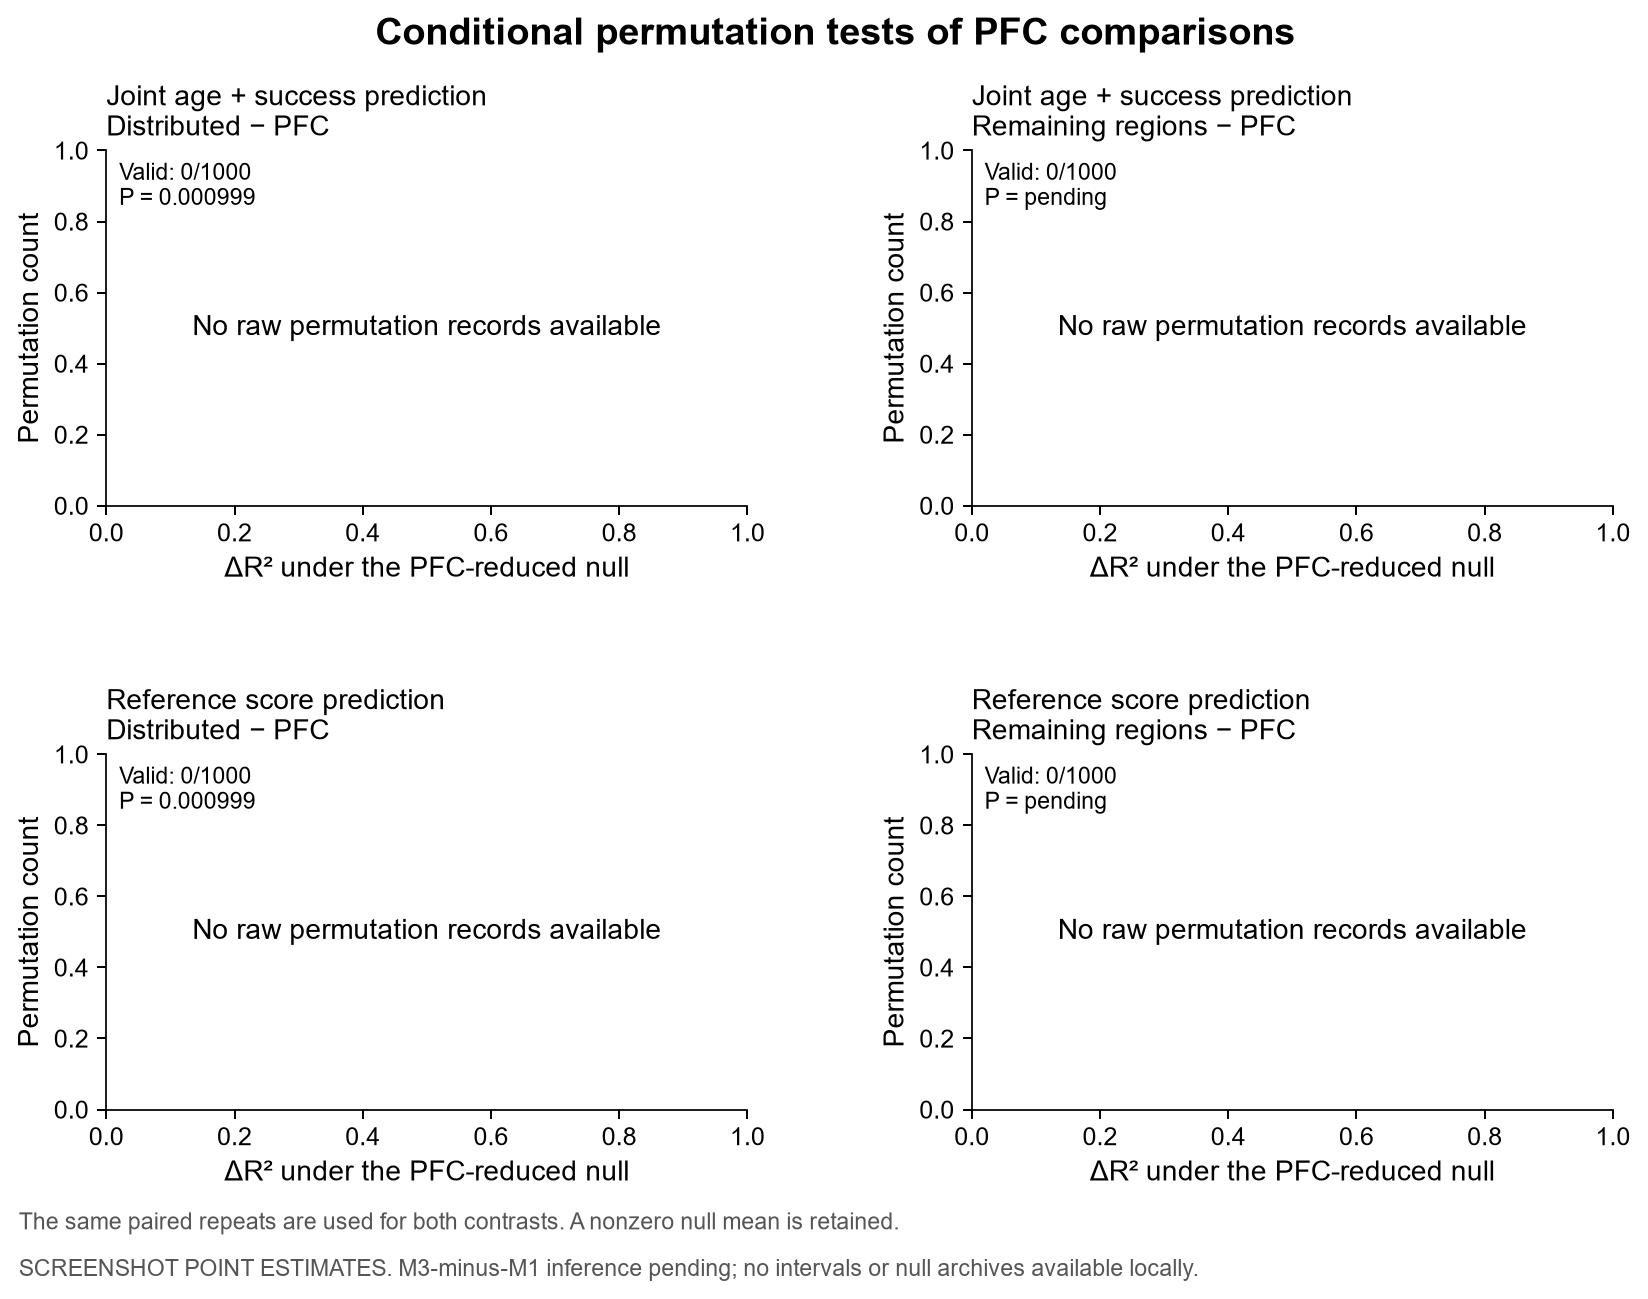 Conditional permutation tests of PFC comparisons
Joint age + success prediction
Distributed − PFC
Valid: 0/1000
P = 0.000999
No raw permutation records available
Permutation count
1.0
0.8
0.6
0.4
0.2
0.0
0.0 0.2 0.4 0.6 0.8 1.0
ΔR² under the PFC-reduced null
Joint age + success prediction
Remaining regions − PFC
Valid: 0/1000
P = pending
No raw permutation records available
Permutation count
1.0
0.8
0.6
0.4
0.2
0.0
0.0 0.2 0.4 0.6 0.8 1.0
ΔR² under the PFC-reduced null
Reference score prediction
Distributed − PFC
Valid: 0/1000
P = 0.000999
No raw permutation records available
Permutation count
1.0
0.8
0.6
0.4
0.2
0.0
0.0 0.2 0.4 0.6 0.8 1.0
ΔR² under the PFC-reduced null
Reference score prediction
Remaining regions − PFC
Valid: 0/1000
P = pending
No raw permutation records available
Permutation count
1.0
0.8
0.6
0.4
0.2
0.0
0.0 0.2 0.4 0.6 0.8 1.0
ΔR² under the PFC-reduced null
The same paired repeats are used for both contrasts. A nonzero null mean is retained.
SCREENSHOT POINT ESTIMATES. M3-minus-M1 inference pending; no intervals or null archives available locally.